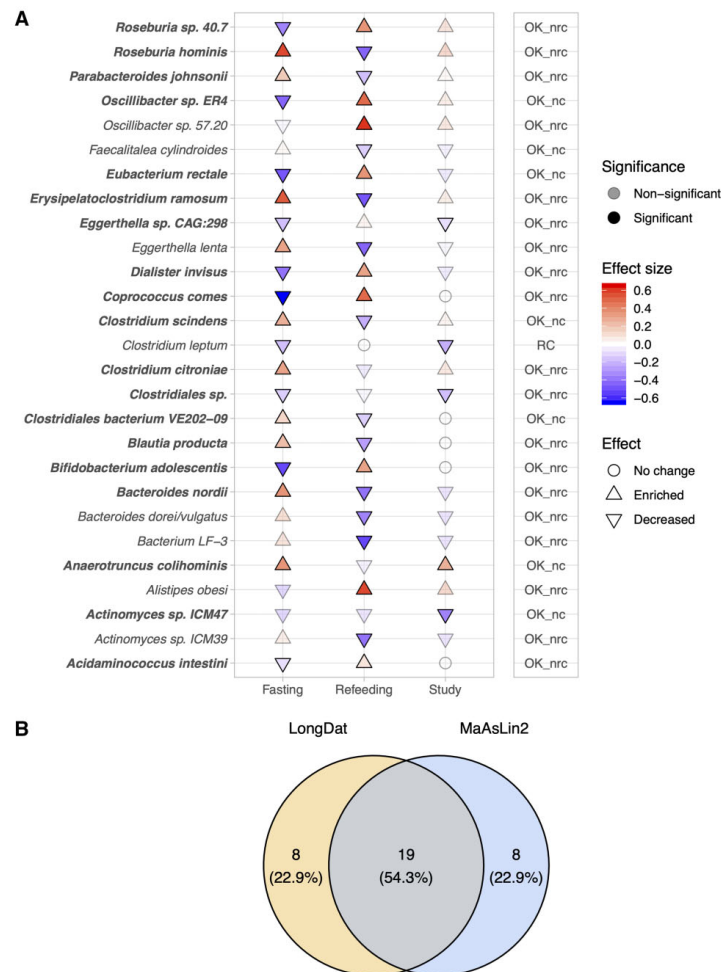 A
Roseburia sp. 40.7 OK_nrc
Roseburia hominis OK_nrc
Parabacteroides johnsonii OK_nrc
Oscillibacter sp. ER4 OK_nc
Oscillibacter sp. 57.20 OK_nrc
Faecalitalea cylindroides OK_nc
Eubacterium rectale OK_nc
Erysipelatoclostridium ramosum OK_nrc
Eggerthella sp. CAG:298 OK_nrc
Eggerthella lenta OK_nrc
Dialister invisus OK_nrc
Coprococcus comes OK_nrc
Clostridium scindens OK_nc
Clostridium leptum RC
Clostridium citroniae OK_nrc
Clostridiales sp. OK_nrc
Clostridiales bacterium VE202−09 OK_nc
Blautia producta OK_nrc
Bifidobacterium adolescentis OK_nrc
Bacteroides nordii OK_nrc
Bacteroides dorei/vulgatus OK_nrc
Bacterium LF−3 OK_nrc
Anaerotruncus colihominis OK_nc
Alistipes obesi OK_nrc
Actinomyces sp. ICM47 OK_nc
Actinomyces sp. ICM39 OK_nrc
Acidaminococcus intestini OK_nrc
Fasting Refeeding Study
Significance
Non−significant
Significant
Effect size
0.6
0.4
0.2
0.0
−0.2
−0.4
−0.6
Effect
No change
Enriched
Decreased
B
LongDat MaAsLin2
8 19 8
(22.9%) (54.3%) (22.9%)